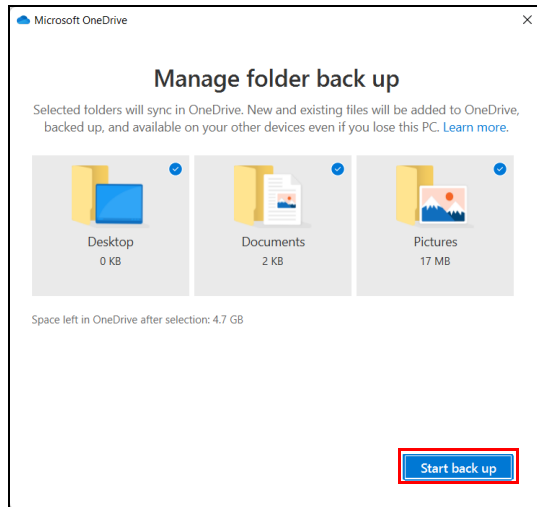 Microsoft OneDrive
Manage folder back up
Selected folders will sync in OneDrive. New and existing files will be added to OneDrive,
backed up, and available on your other devices even if you lose this PC. Learn more.
Desktop
0 KB
Documents
2 KB
Pictures
17 MB
Space left in OneDrive after selection: 4.7 GB
Start back up